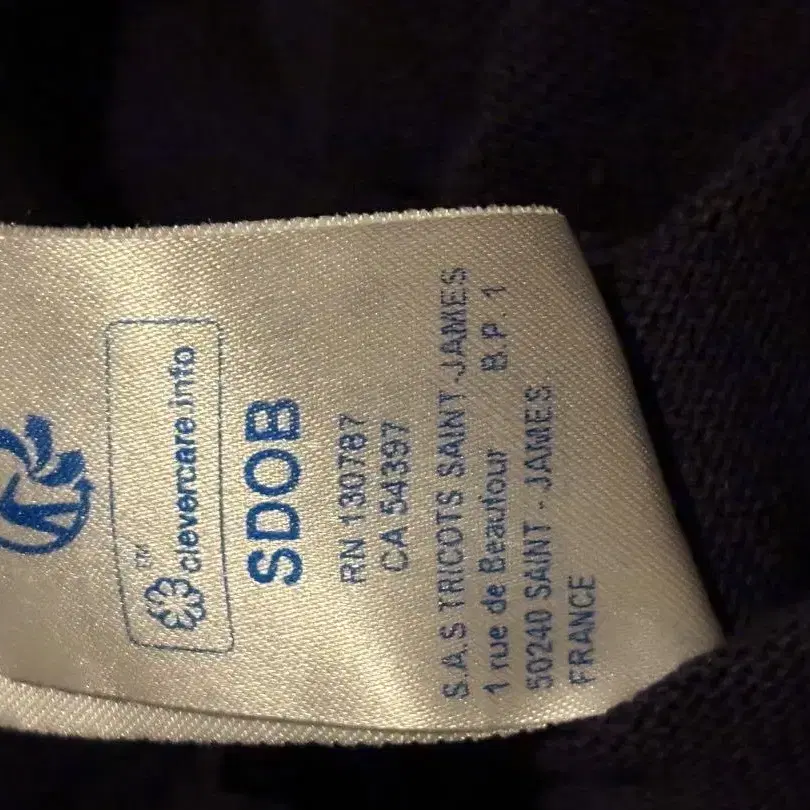 clevercare.info
TM
SDOB
RN 130787
CA 54397
S.A.S TRICOTS SAINT-JAMES
1 rue de Beaufour B.P. 1
50240 SAINT - JAMES.
FRANCE